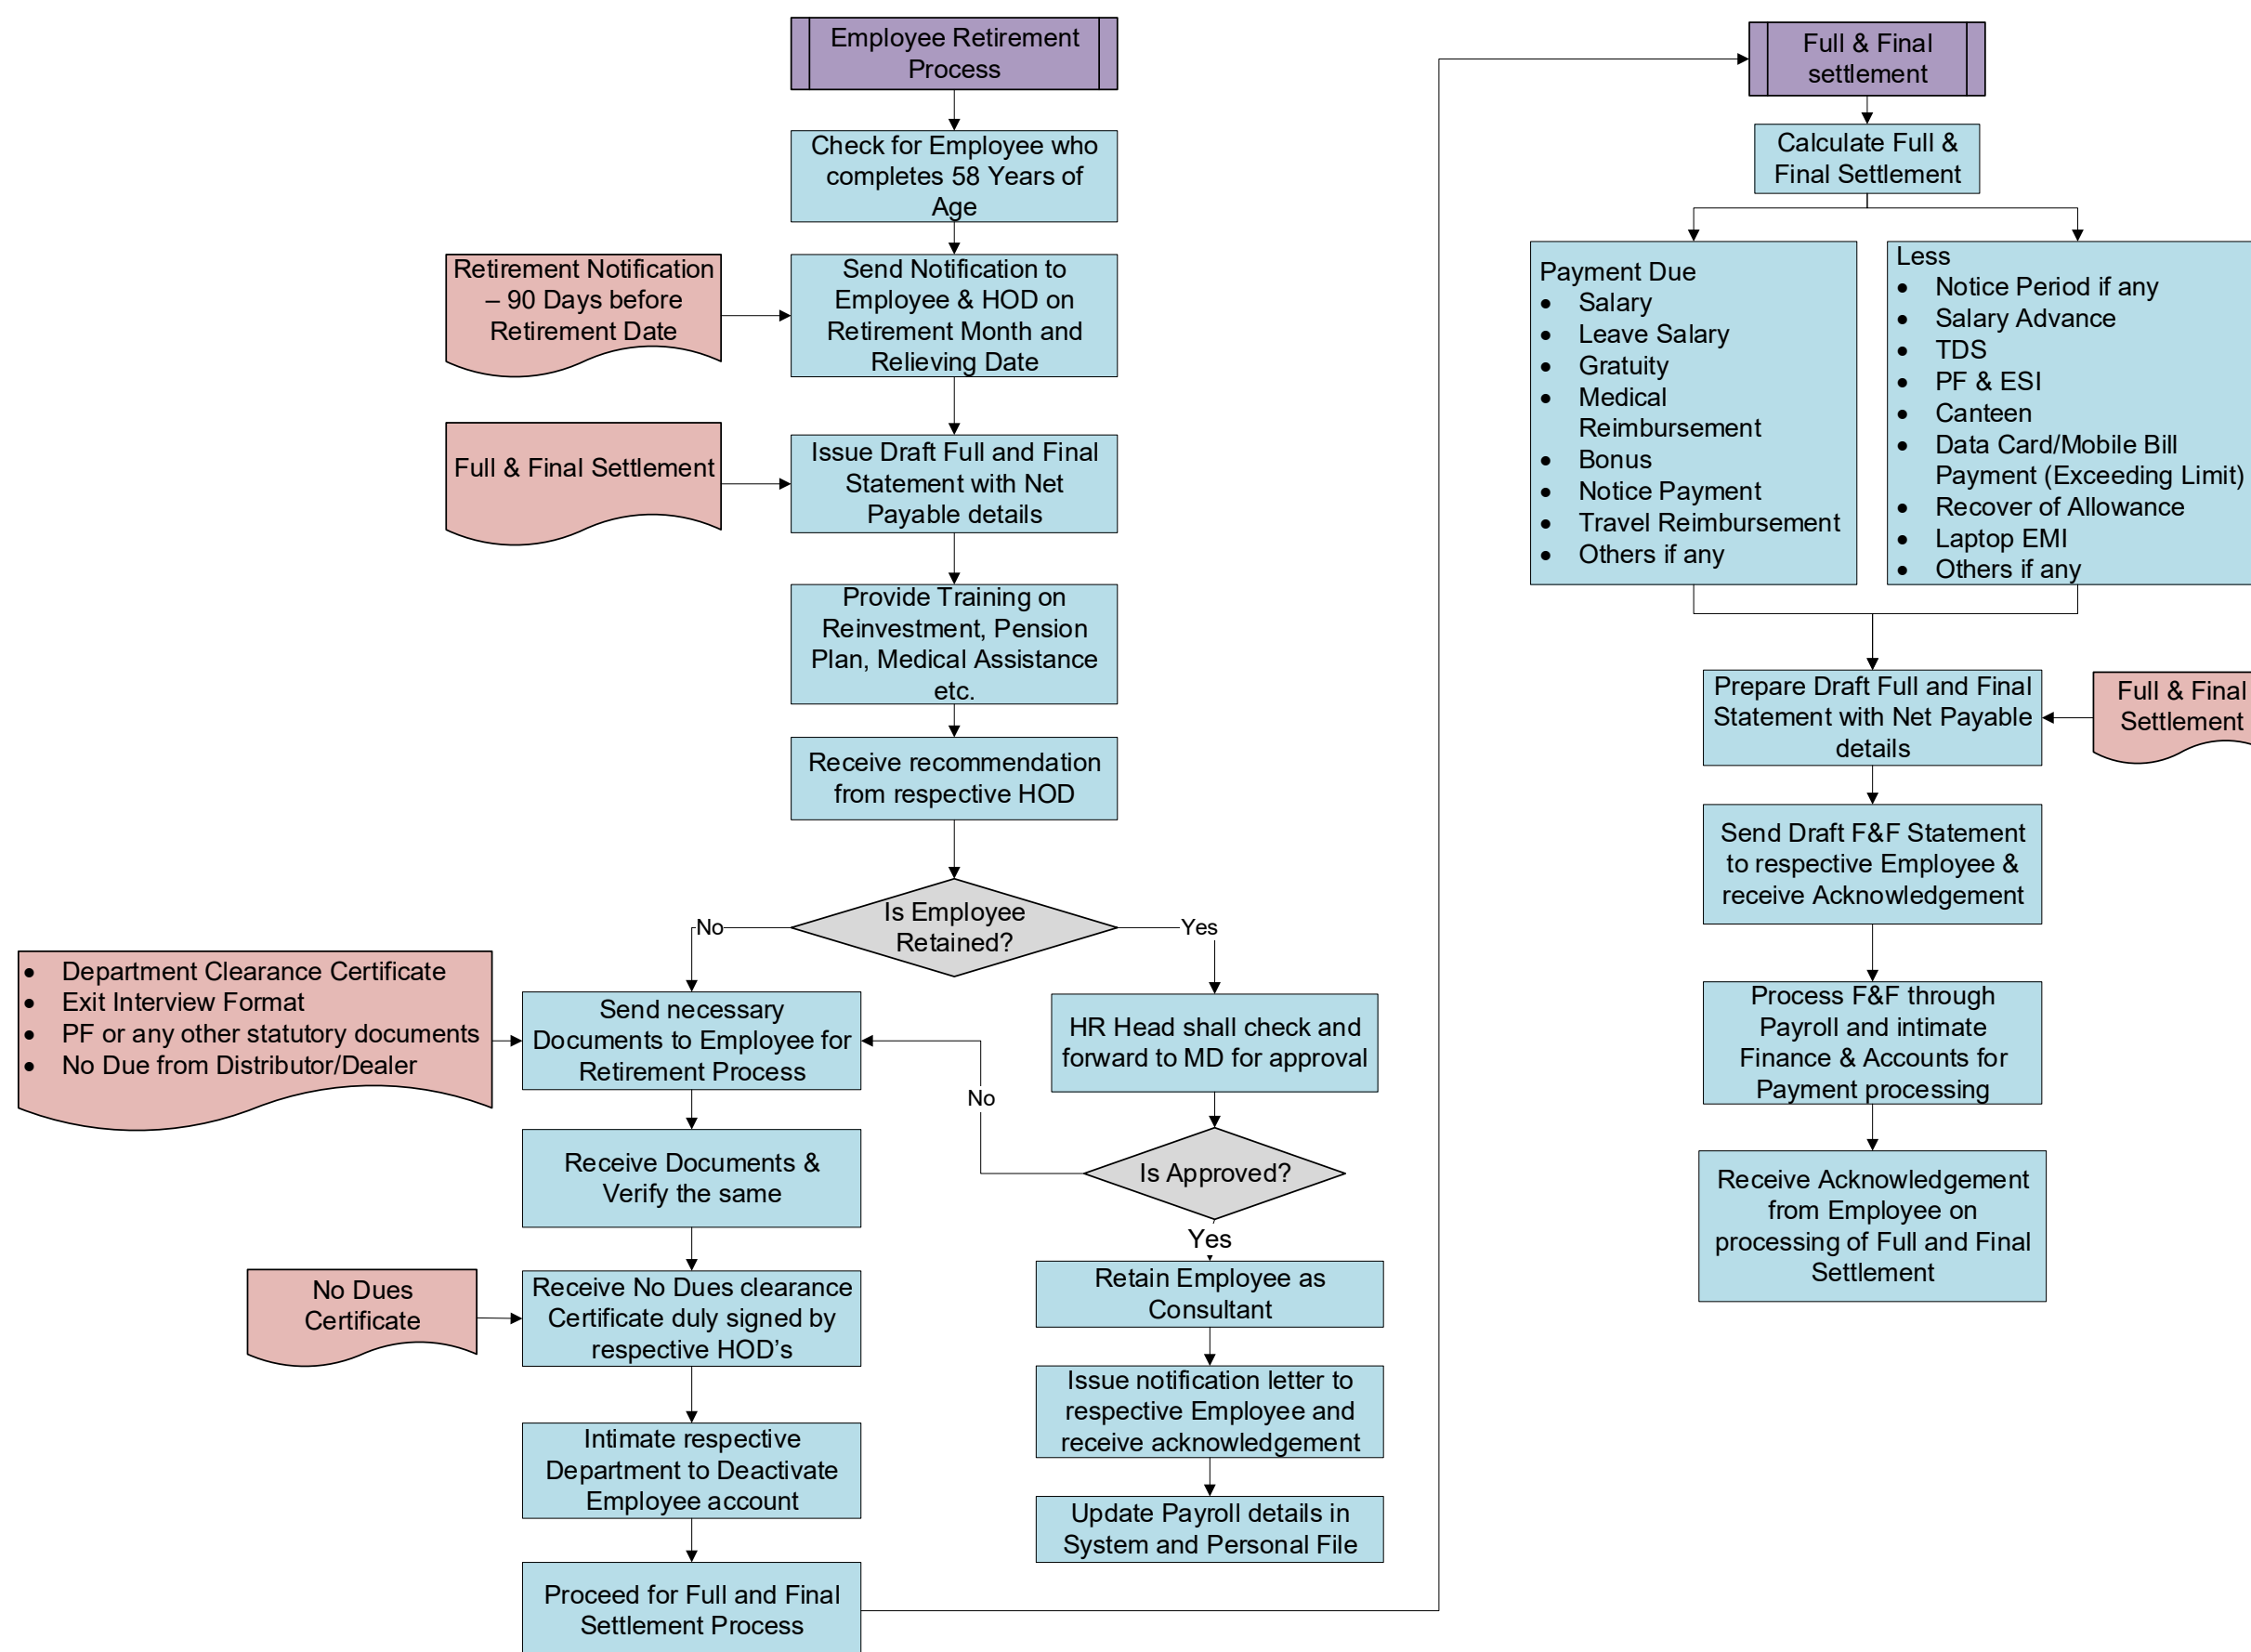 Employee Retirement
Process
Check for Employee who
completes 58 Years of
Age
Retirement Notification
– 90 Days before
Retirement Date
Send Notification to
Employee & HOD on
Retirement Month and
Relieving Date
Full & Final Settlement
Issue Draft Full and Final
Statement with Net
Payable details
Provide Training on
Reinvestment, Pension
Plan, Medical Assistance
etc.
Receive recommendation
from respective HOD
Is Employee
Retained?
No
Yes
• Department Clearance Certificate
• Exit Interview Format
• PF or any other statutory documents
• No Due from Distributor/Dealer
Send necessary
Documents to Employee for
Retirement Process
HR Head shall check and
forward to MD for approval
No
Receive Documents &
Verify the same
Is Approved?
Yes
No Dues
Certificate
Receive No Dues clearance
Certificate duly signed by
respective HOD’s
Retain Employee as
Consultant
Issue notification letter to
respective Employee and
receive acknowledgement
Intimate respective
Department to Deactivate
Employee account
Update Payroll details in
System and Personal File
Proceed for Full and Final
Settlement Process
Full & Final
settlement
Calculate Full &
Final Settlement
Payment Due
• Salary
• Leave Salary
• Gratuity
• Medical
Reimbursement
• Bonus
• Notice Payment
• Travel Reimbursement
• Others if any
Less
• Notice Period if any
• Salary Advance
• TDS
• PF & ESI
• Canteen
• Data Card/Mobile Bill
Payment (Exceeding Limit)
• Recover of Allowance
• Laptop EMI
• Others if any
Prepare Draft Full and Final
Statement with Net Payable
details
Full & Final
Settlement
Send Draft F&F Statement
to respective Employee &
receive Acknowledgement
Process F&F through
Payroll and intimate
Finance & Accounts for
Payment processing
Receive Acknowledgement
from Employee on
processing of Full and Final
Settlement